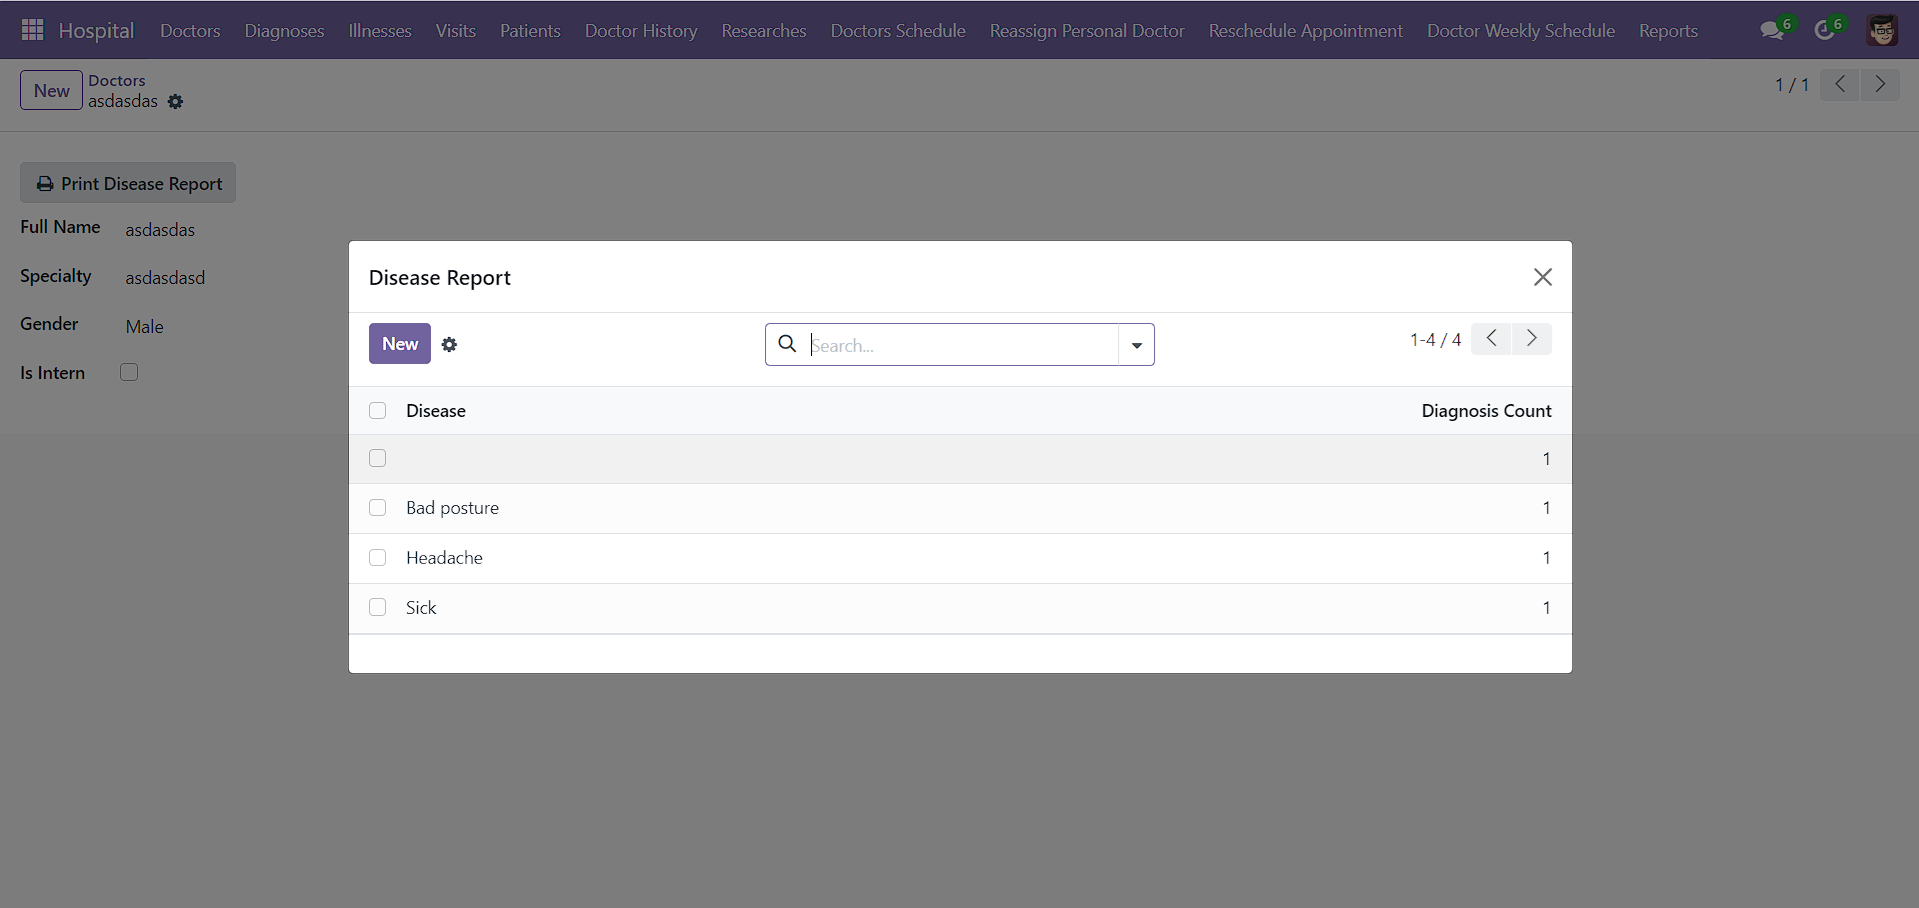 Hospital Doctors Diagnoses Illnesses Visits Patients Doctor History Researches Doctors Schedule Reassign Personal Doctor Reschedule Appointment Doctor Weekly Schedule Reports 6 6
New Doctors
asdasdas
1 / 1
Print Disease Report
Full Name asdasdas
Specialty asdasdasd
Gender Male
Is Intern
Disease Report
New Search... 1-4 / 4
Disease Diagnosis Count
1
Bad posture 1
Headache 1
Sick 1